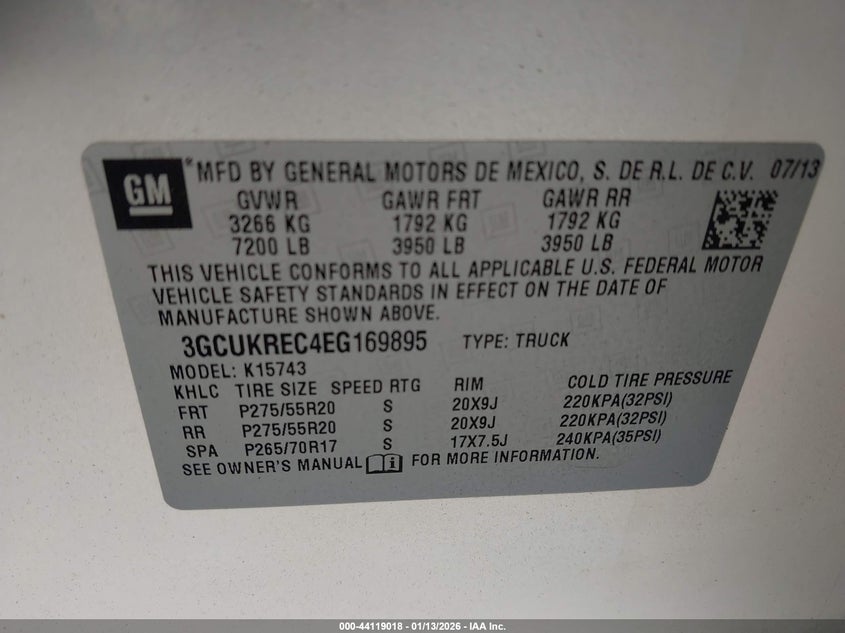 GM
®MFD BY GENERAL MOTORS DE MEXICO, S. DE R.L. DE C.V. 07/13
GVWR GAWR FRT GAWR RR
3266 KG 1792 KG 1792 KG
7200 LB 3950 LB 3950 LB
THIS VEHICLE CONFORMS TO ALL APPLICABLE U.S. FEDERAL MOTOR
VEHICLE SAFETY STANDARDS IN EFFECT ON THE DATE OF
MANUFACTURE SHOWN ABOVE.
3GCUKREC4EG169895 TYPE: TRUCK
MODEL: K15743
KHLC TIRE SIZE SPEED RTG RIM COLD TIRE PRESSURE
FRT P275/55R20 S 20X9J 220KPA(32PSI)
RR P275/55R20 S 20X9J 220KPA(32PSI)
SPA P265/70R17 S 17X7.5J 240KPA(35PSI)
SEE OWNER'S MANUAL FOR MORE INFORMATION.
000-44119018 - 01/13/2026 - IAA Inc.